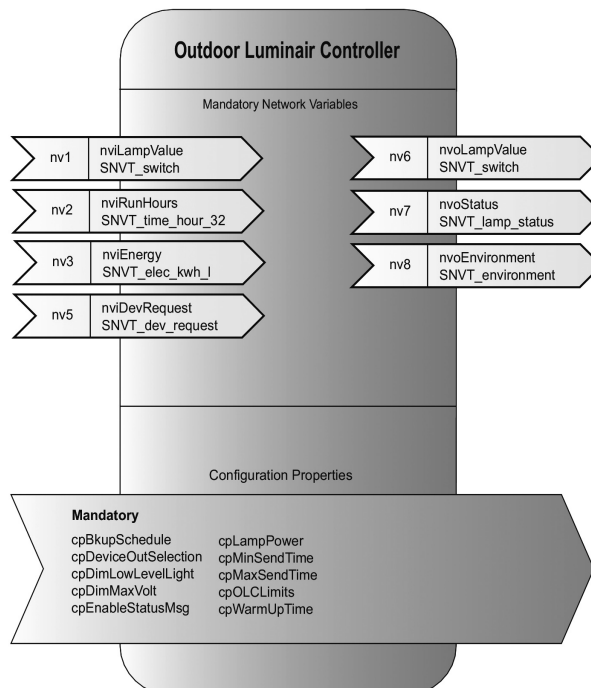 Outdoor Luminair Controller
Mandatory Network Variables
nv1
nviLampValue
SNVT_switch
nv2
nviRunHours
SNVT_time_hour_32
nv3
nviEnergy
SNVT_elec_kwh_l
nv5
nviDevRequest
SNVT_dev_request
nv6
nvoLampValue
SNVT_switch
nv7
nvoStatus
SNVT_lamp_status
nv8
nvoEnvironment
SNVT_environment
Configuration Properties
Mandatory
cpBkupSchedule
cpDeviceOutSelection
cpDimLowLevelLight
cpDimMaxVolt
cpEnableStatusMsg
cpLampPower
cpMinSendTime
cpMaxSendTime
cpOLCLimits
cpWarmUpTime